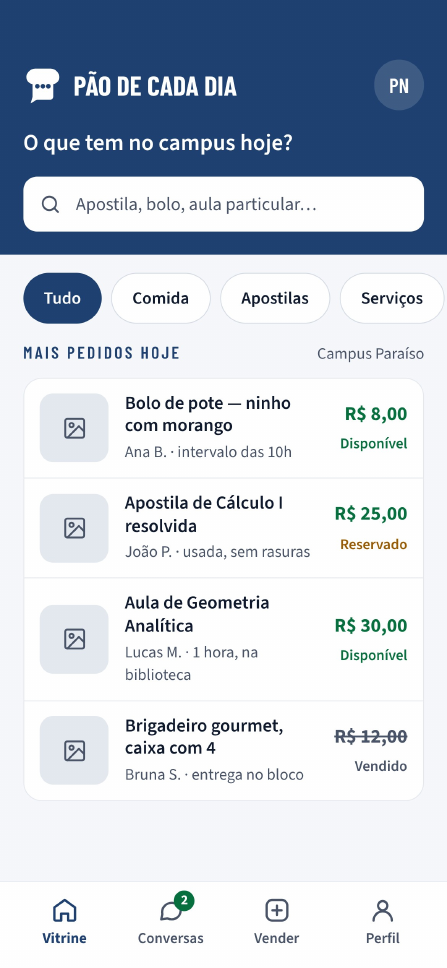 PÃO DE CADA DIA
PN
O que tem no campus hoje?
Apostila, bolo, aula particular…
Tudo
Comida
Apostilas
Serviços
MAIS PEDIDOS HOJE
Campus Paraíso
Bolo de pote — ninho
com morango
Ana B. · intervalo das 10h
R$ 8,00
Disponível
Apostila de Cálculo I
resolvida
João P. · usada, sem rasuras
R$ 25,00
Reservado
Aula de Geometria
Analítica
Lucas M. · 1 hora, na
biblioteca
R$ 30,00
Disponível
Brigadeiro gourmet,
caixa com 4
Bruna S. · entrega no bloco
R$ 12,00
Vendido
2
Vitrine
Conversas
Vender
Perfil